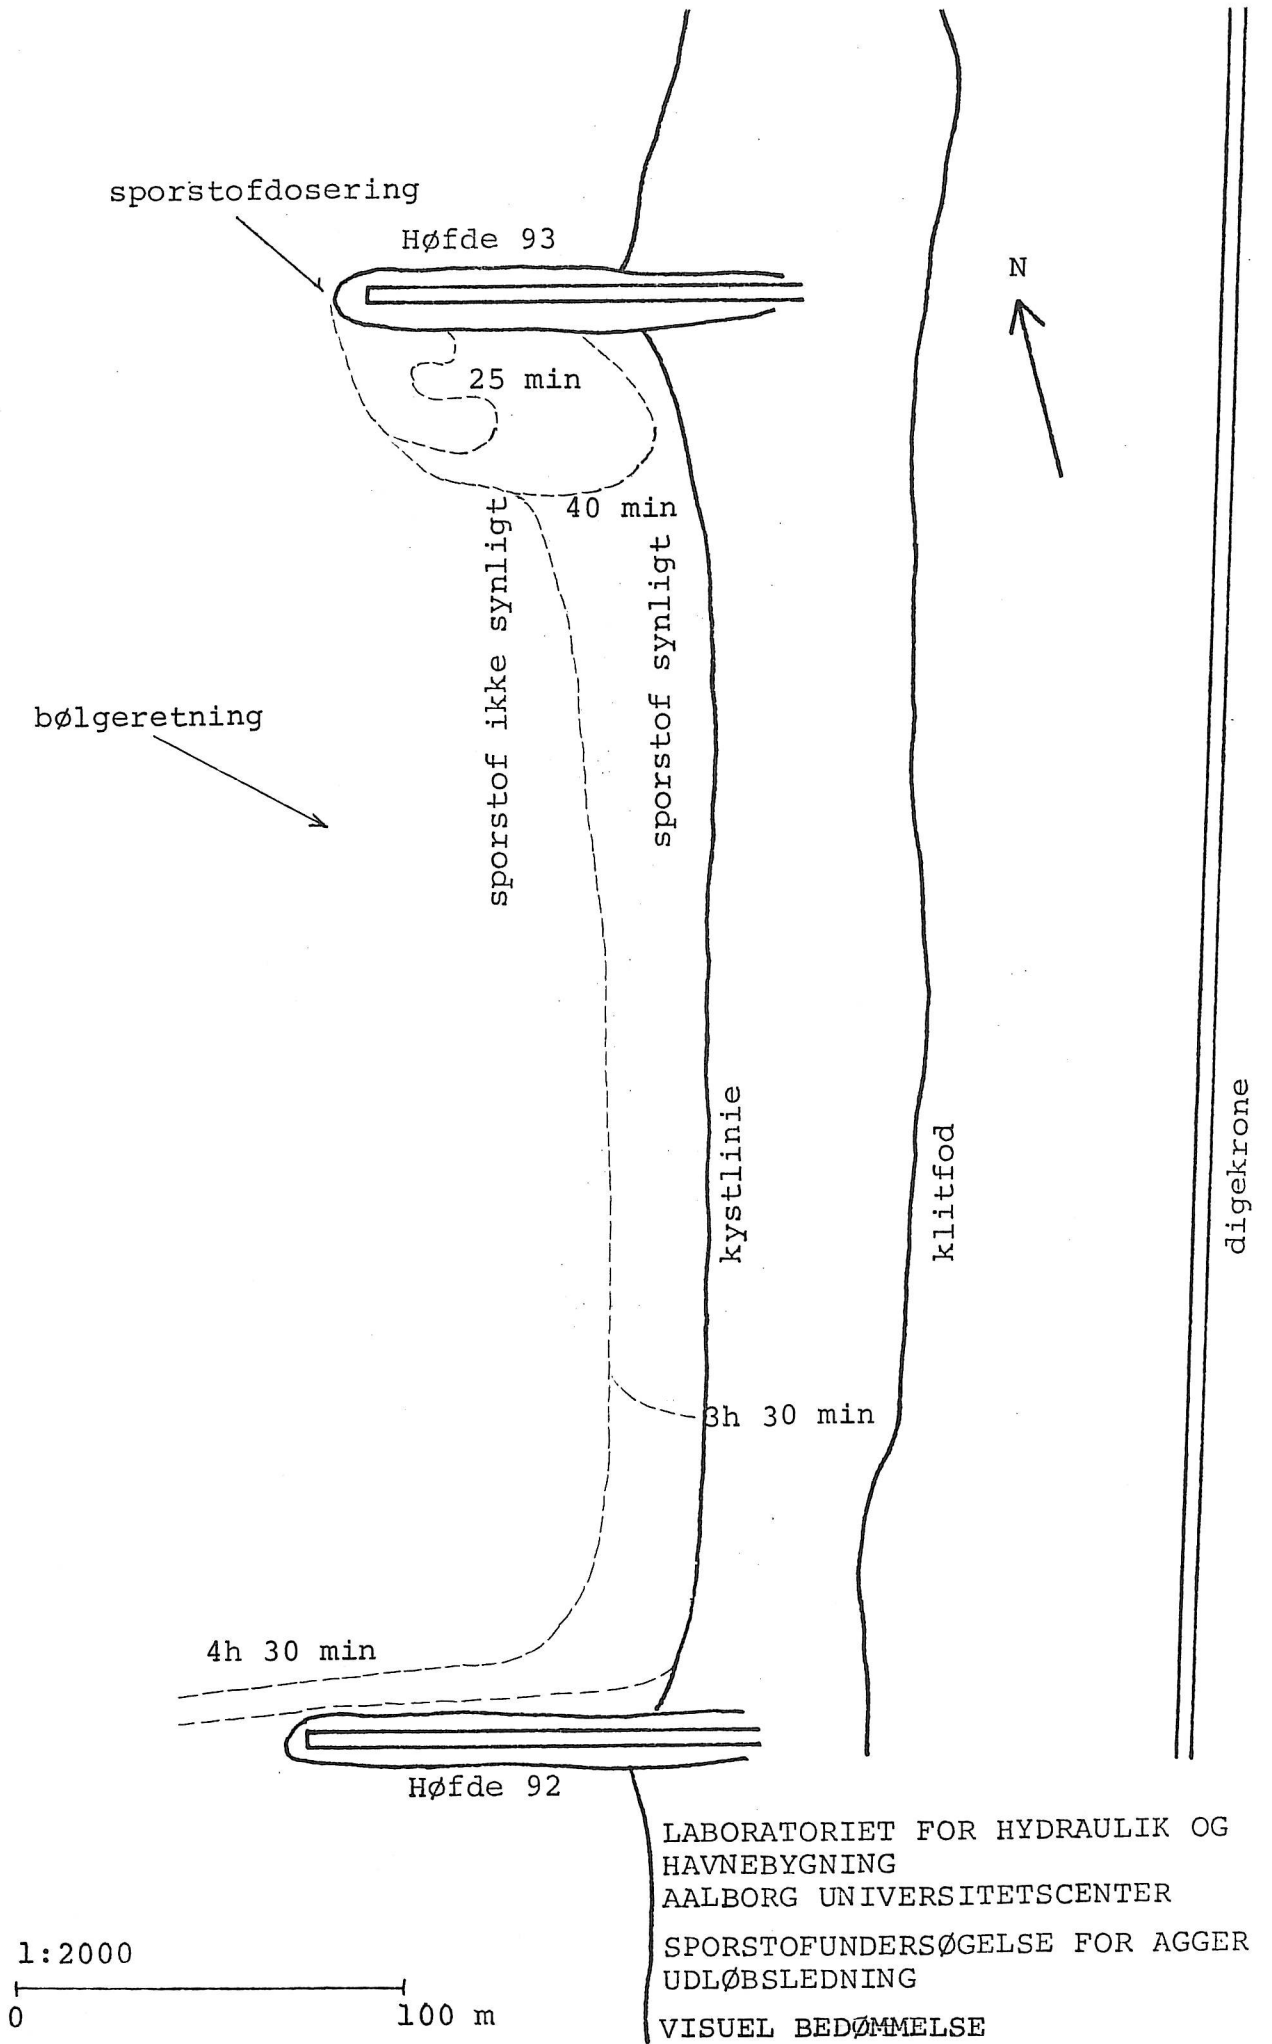 sporstofdosering
Høfde 93
N
25 min
40 min
sporstof ikke synligt
sporstof synligt
bølgeretning
kystlinie
klitfod
digekrone
3h 30 min
4h 30 min
Høfde 92
LABORATORIET FOR HYDRAULIK OG
HAVNEBYGNING
AALBORG UNIVERSITETSCENTER
SPORSTOFUNDERSØGELSE FOR AGGER
UDLØBSLEDNING
VISUEL BEDØMMELSE
1:2000
0
100 m